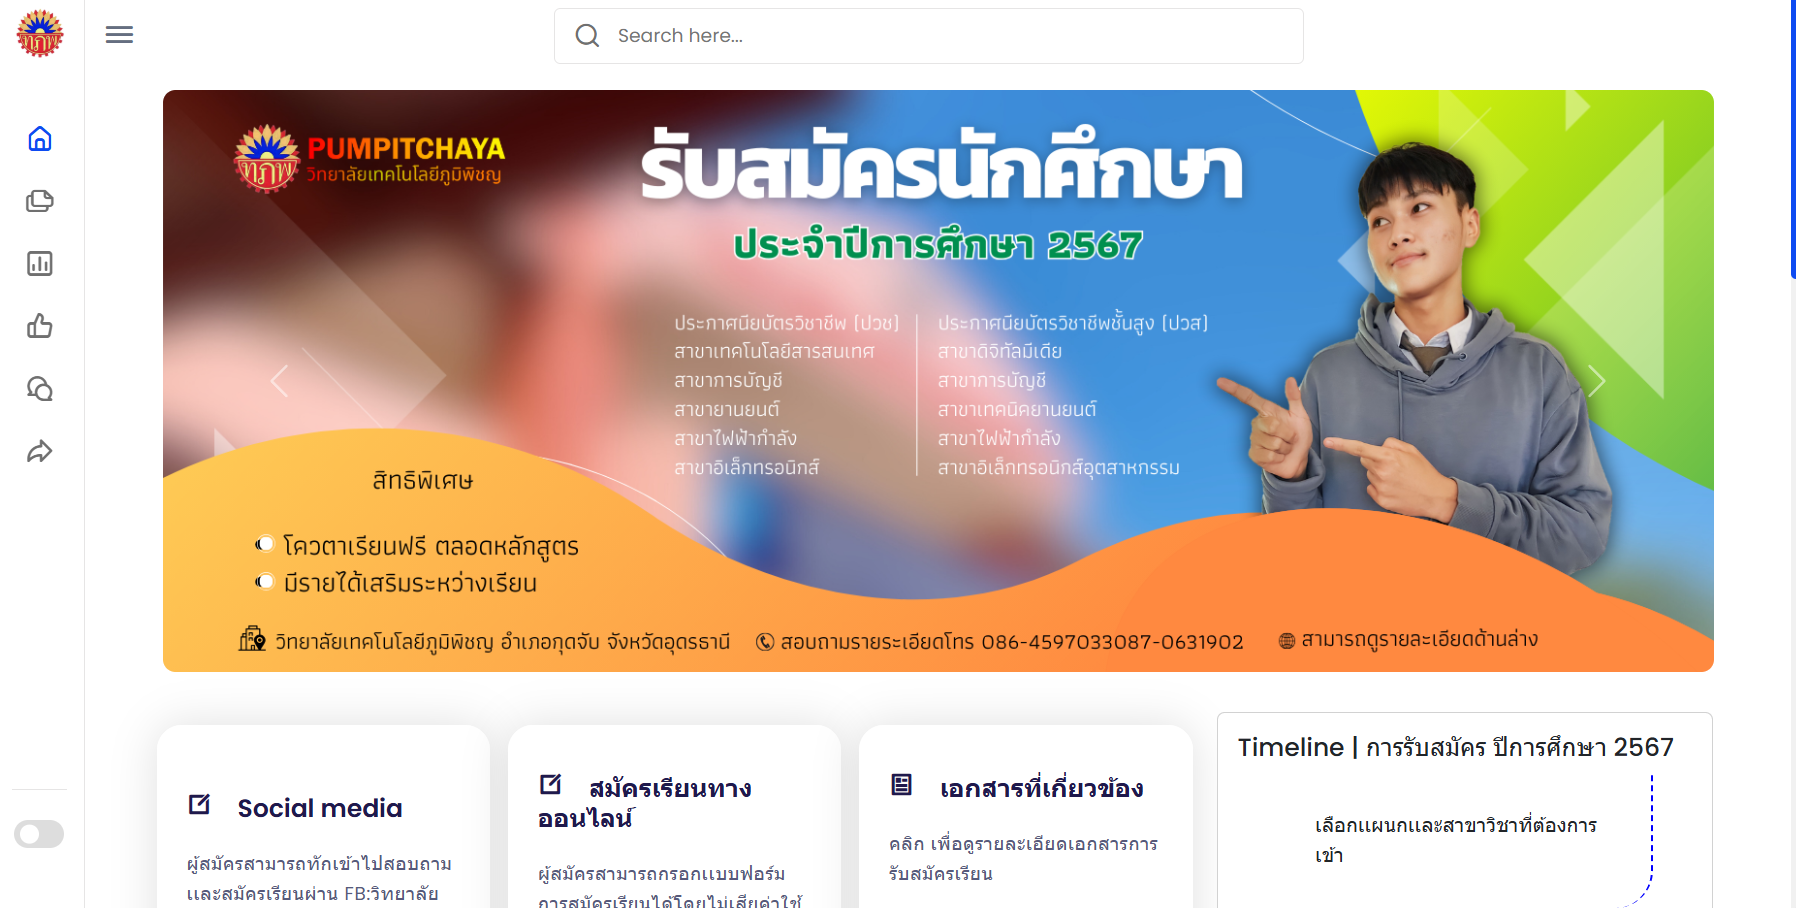 ทภพ
Search here...
ทภพ
PUMPITCHAYA
วิทยาลัยเทคโนโลยีภูมิพิชญ
รับสมัครนักศึกษา
ประจำปีการศึกษา 2567
ประกาศนียบัตรวิชาชีพ (ปวช)
สาขาเทคโนโลยีสารสนเทศ
สาขาการบัญชี
สาขายานยนต์
สาขาไฟฟ้ากำลัง
สาขาอิเล็กทรอนิกส์
ประกาศนียบัตรวิชาชีพชั้นสูง (ปวส)
สาขาดิจิทัลมีเดีย
สาขาการบัญชี
สาขาเทคนิคยานยนต์
สาขาไฟฟ้ากำลัง
สาขาอิเล็กทรอนิกส์อุตสาหกรรม
สิทธิพิเศษ
โควตาเรียนฟรี ตลอดหลักสูตร
มีรายได้เสริมระหว่างเรียน
วิทยาลัยเทคโนโลยีภูมิพิชญ อำเภอกุดจับ จังหวัดอุดรธานี
สอบถามรายระเอียดโทร 086-4597033087-0631902
สามารถดูรายละเอียดด้านล่าง
Social media
ผู้สมัครสามารถทักเข้าไปสอบถาม
และสมัครเรียนผ่าน FB:วิทยาลัย
สมัครเรียนทาง
ออนไลน์
ผู้สมัครสามารถกรอกแบบฟอร์ม
การสมัครเรียนได้โดยไม่เสียค่าใช้
เอกสารที่เกี่ยวข้อง
คลิก เพื่อดูรายละเอียดเอกสารการ
รับสมัครเรียน
Timeline | การรับสมัคร ปีการศึกษา 2567
เลือกแผนกและสาขาวิชาที่ต้องการ
เข้า